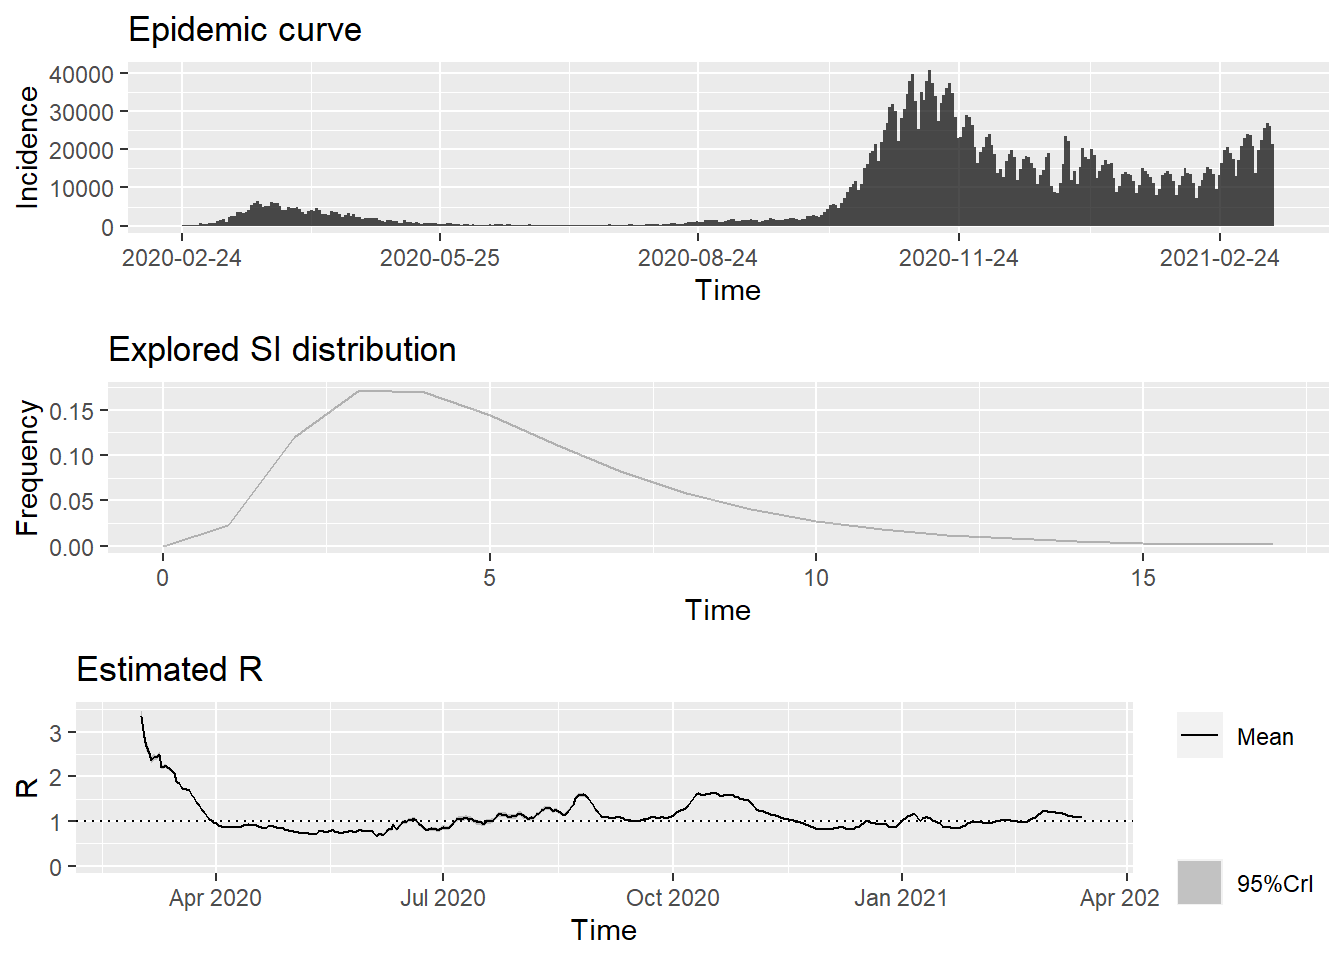 Epidemic curve
40000
30000
20000
10000
0
Incidence
2020-02-24 2020-05-25 2020-08-24 2020-11-24 2021-02-24
Time
Explored SI distribution
0.15
0.10
0.05
0.00
Frequency
0 5 10 15
Time
Estimated R
3
2
1
0
R
Apr 2020 Jul 2020 Oct 2020 Jan 2021 Apr 202
Time
Mean
95%CrI